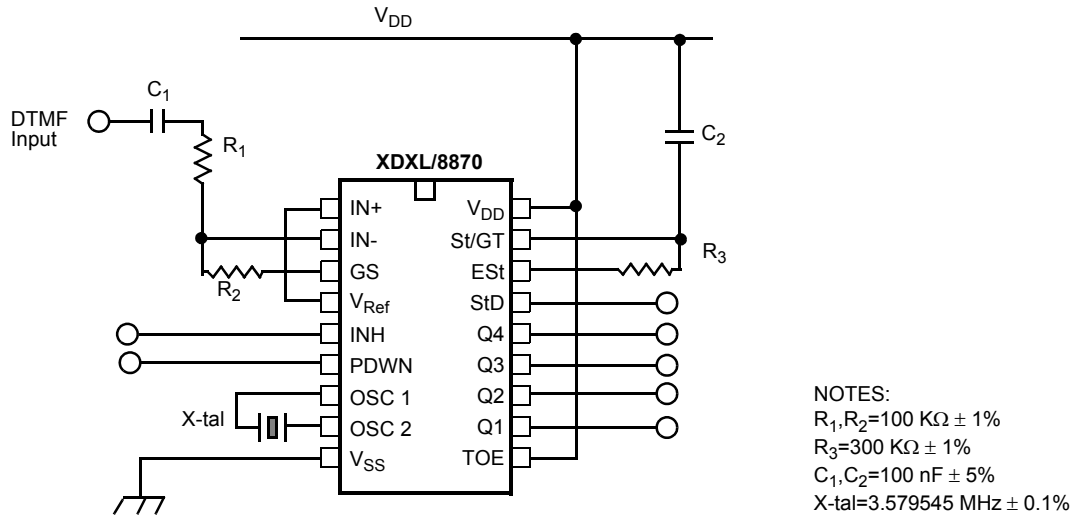 VDD
C1
DTMF
Input
R1
C2
XDXL/8870
IN+
VDD
IN-
St/GT
R3
GS
ESt
R2
VRef
StD
INH
Q4
PDWN
Q3
OSC 1
Q2
X-tal
OSC 2
Q1
VSS
TOE
NOTES:
R1,R2=100 KΩ ± 1%
R3=300 KΩ ± 1%
C1,C2=100 nF ± 5%
X-tal=3.579545 MHz ± 0.1%